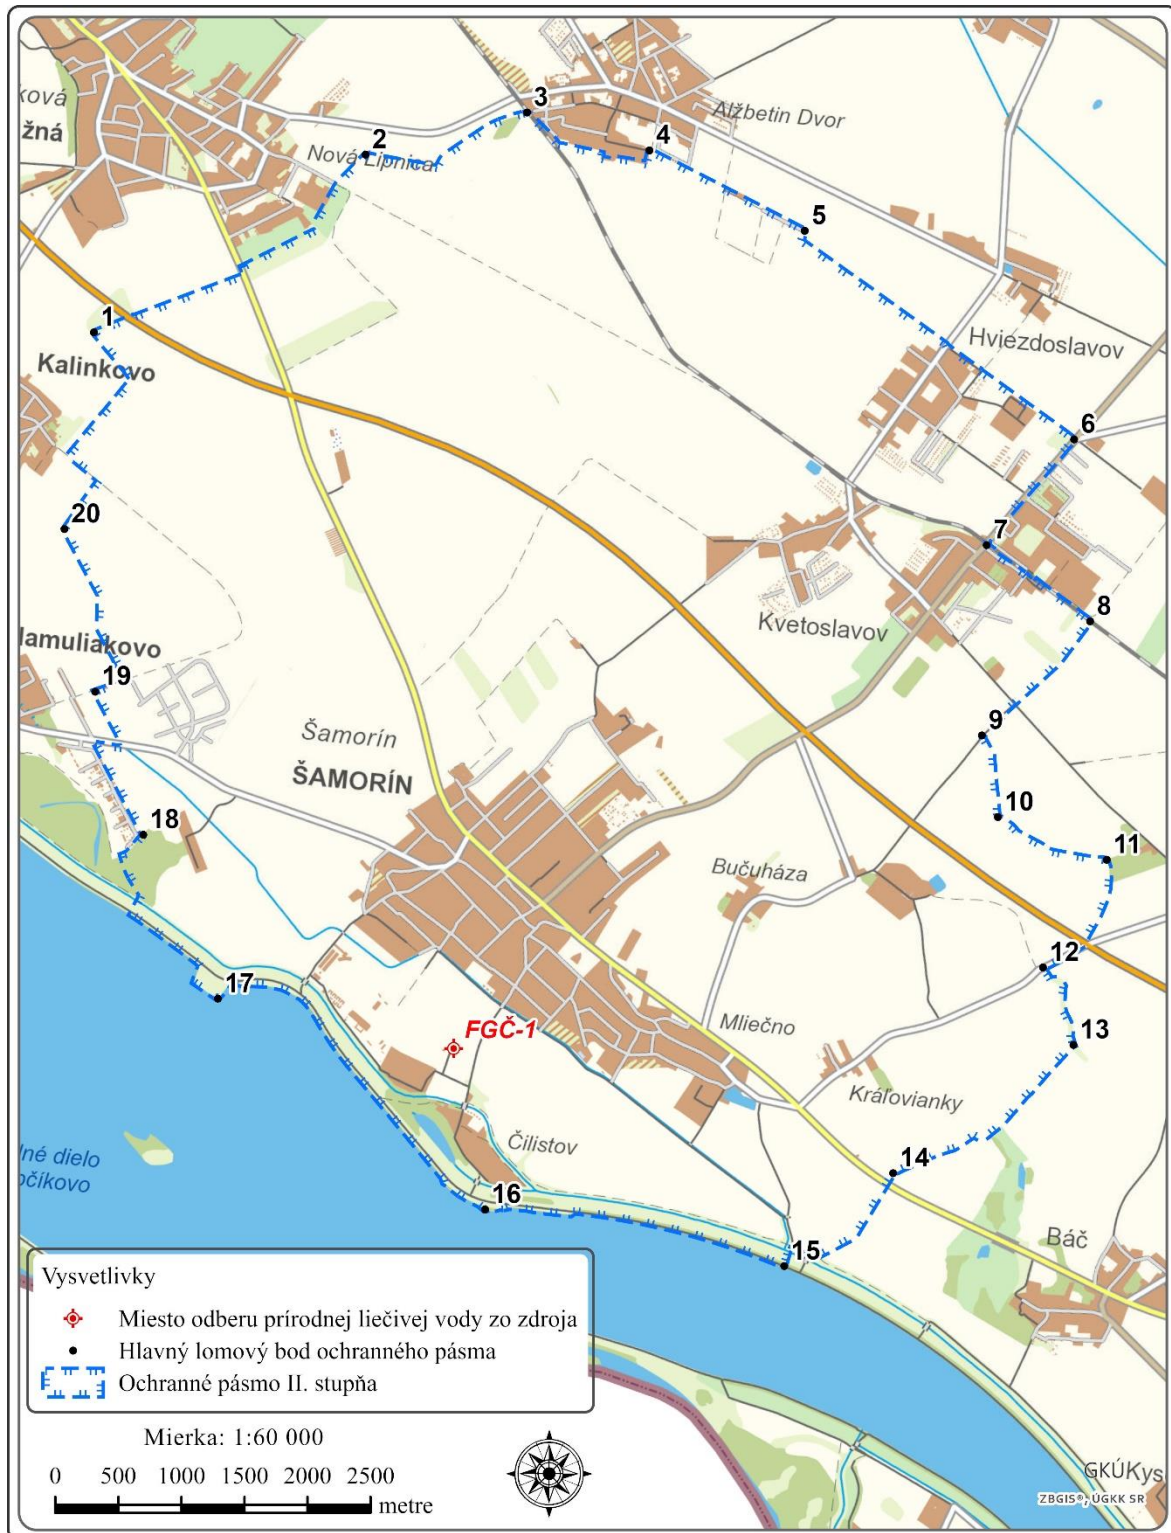 3
Alžbetin Dvor
ková
žná
2
Nová Lipnica
4
5
1
Hviezdoslavov
Kalinkovo
6
20
7
8
Kvetoslavov
Hamuliakovo
19
9
Šamorín
ŠAMORÍN
10
18
11
Bučuháza
12
17
FGČ-1
Mliečno
13
Kráľovianky
Čilistov
lné dielo
očíkovo
14
16
Báč
15
Vysvetlivky
Miesto odberu prírodnej liečivej vody zo zdroja
Hlavný lomový bod ochranného pásma
Ochranné pásmo II. stupňa
Mierka: 1:60 000
0 500 1000 1500 2000 2500
metre
GKÚKys
ZBGIS®, ÚGKK SR